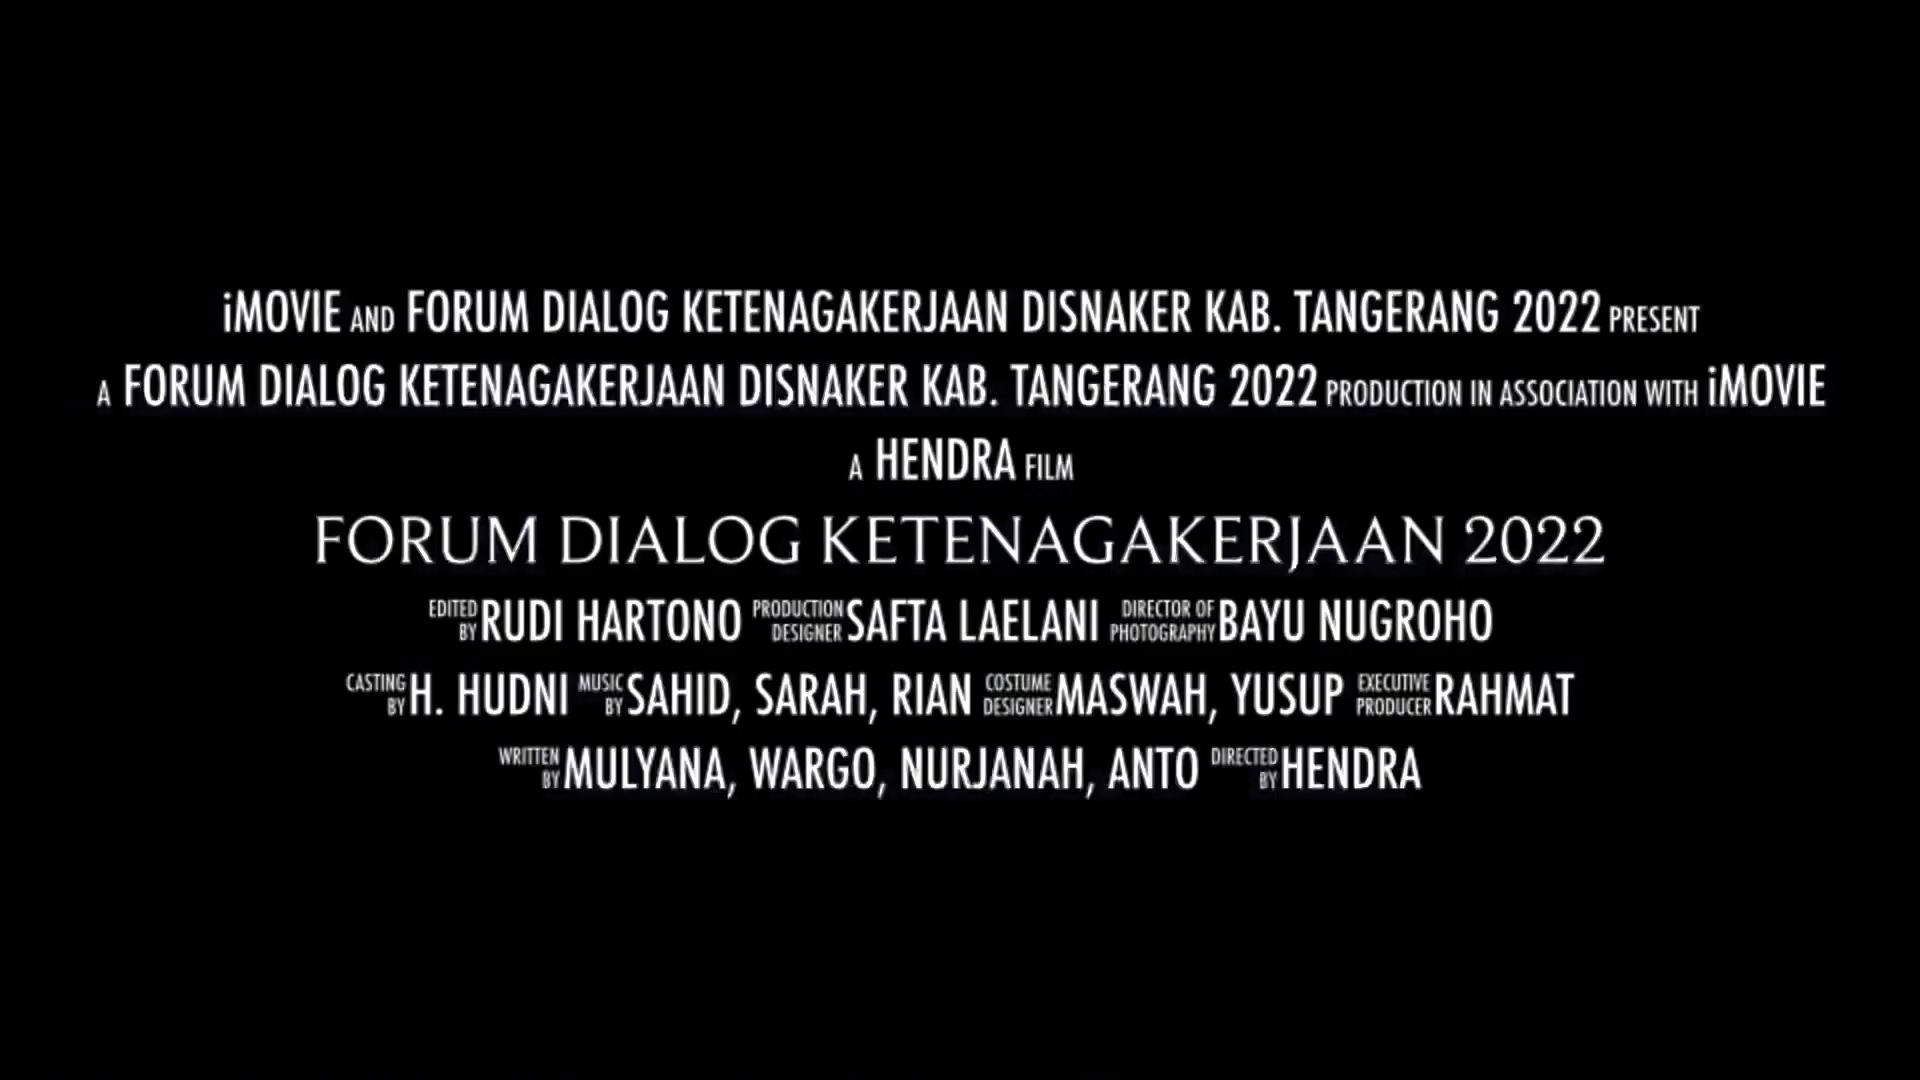 iMOVIE AND FORUM DIALOG KETENAGAKERJAAN DISNAKER KAB. TANGERANG 2022 PRESENT
A FORUM DIALOG KETENAGAKERJAAN DISNAKER KAB. TANGERANG 2022 PRODUCTION IN ASSOCIATION WITH iMOVIE
A HENDRA FILM
FORUM DIALOG KETENAGAKERJAAN 2022
EDITED BY RUDI HARTONO PRODUCTION DESIGNER SAFTA LAELANI DIRECTOR OF PHOTOGRAPHY BAYU NUGROHO
CASTING BY H. HUDNI MUSIC BY SAHID, SARAH, RIAN COSTUME DESIGNER MASWAH, YUSUP EXECUTIVE PRODUCER RAHMAT
WRITTEN BY MULYANA, WARGO, NURJANAH, ANTO DIRECTED BY HENDRA